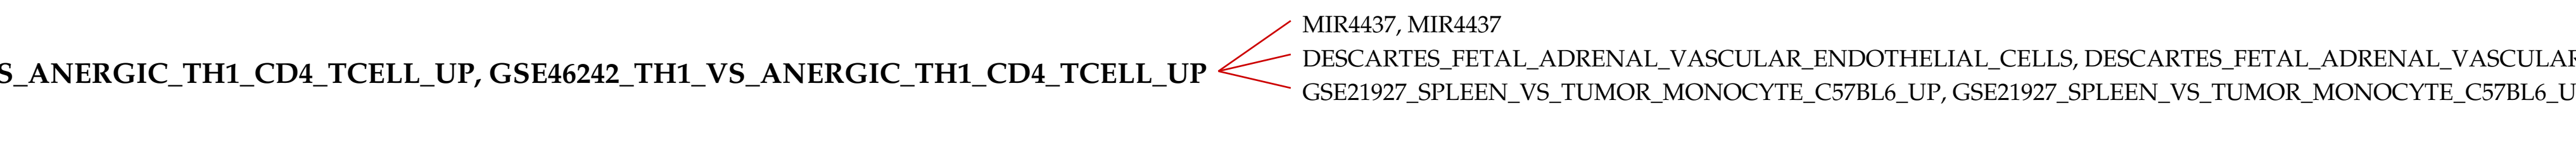 MIR4437, MIR4437
DESCARTES_FETAL_ADRENAL_VASCULAR_ENDOTHELIAL_CELLS, DESCARTES_FETAL_ADRENAL_VASCULAR
S_ANERGIC_TH1_CD4_TCELL_UP, GSE46242_TH1_VS_ANERGIC_TH1_CD4_TCELL_UP
GSE21927_SPLEEN_VS_TUMOR_MONOCYTE_C57BL6_UP, GSE21927_SPLEEN_VS_TUMOR_MONOCYTE_C57BL6_U